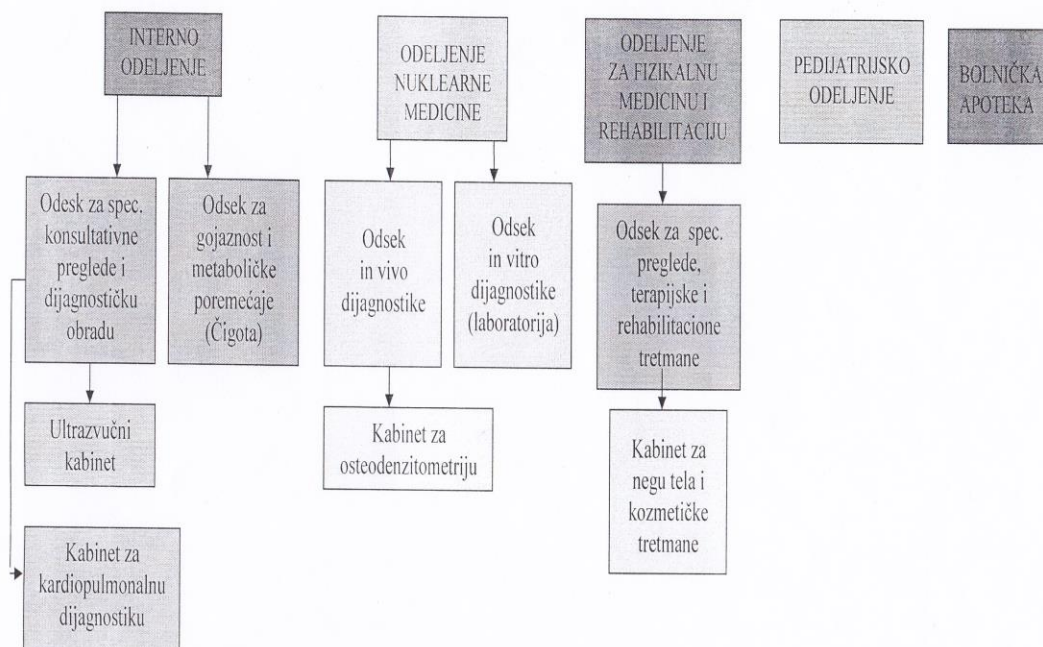 INTERNO
ODELJENJE
ODELJENJE
NUKLEARNE
MEDICINE
ODELJENJE
ZA FIZIKALNU
MEDICINU I
REHABILITACIJU
PEDIJATRIJSKO
ODELJENJE
BOLNIČKA
APOTEKA
Odesk za spec.
konsultativne
preglede i
dijagnostičku
obradu
Odsek za
gojaznost i
metaboličke
poremećaje
(Čigota)
Odsek
in vivo
dijagnostike
Odsek
in vitro
dijagnostike
(laboratorija)
Odsek za spec.
preglede,
terapijske i
rehabilitacione
tretmane
Ultrazvučni
kabinet
Kabinet za
osteodenzitometriju
Kabinet za
negu tela i
kozmetičke
tretmane
Kabinet za
kardiopulmonalnu
dijagnostiku